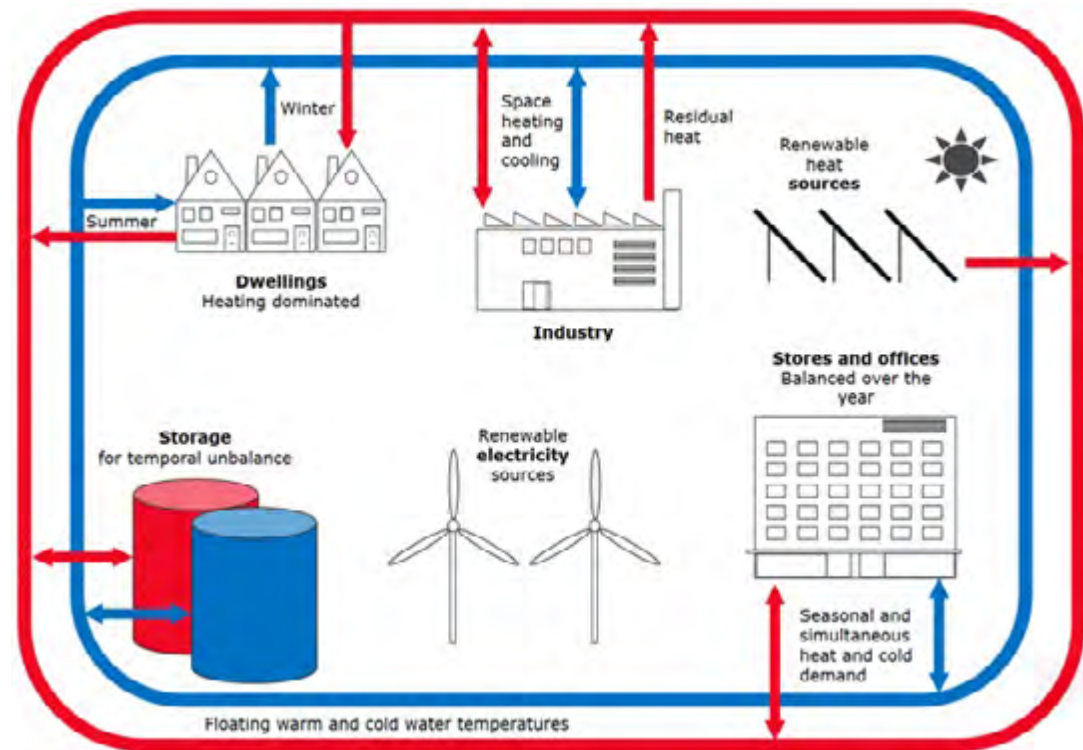 Winter
Summer
Dwellings
Heating dominated
Space
heating
and
cooling
Residual
heat
Industry
Renewable
heat
sources
Stores and offices
Balanced over the
year
Storage
for temporal unbalance
Renewable
electricity
sources
Seasonal and
simultaneous
heat and cold
demand
Floating warm and cold water temperatures